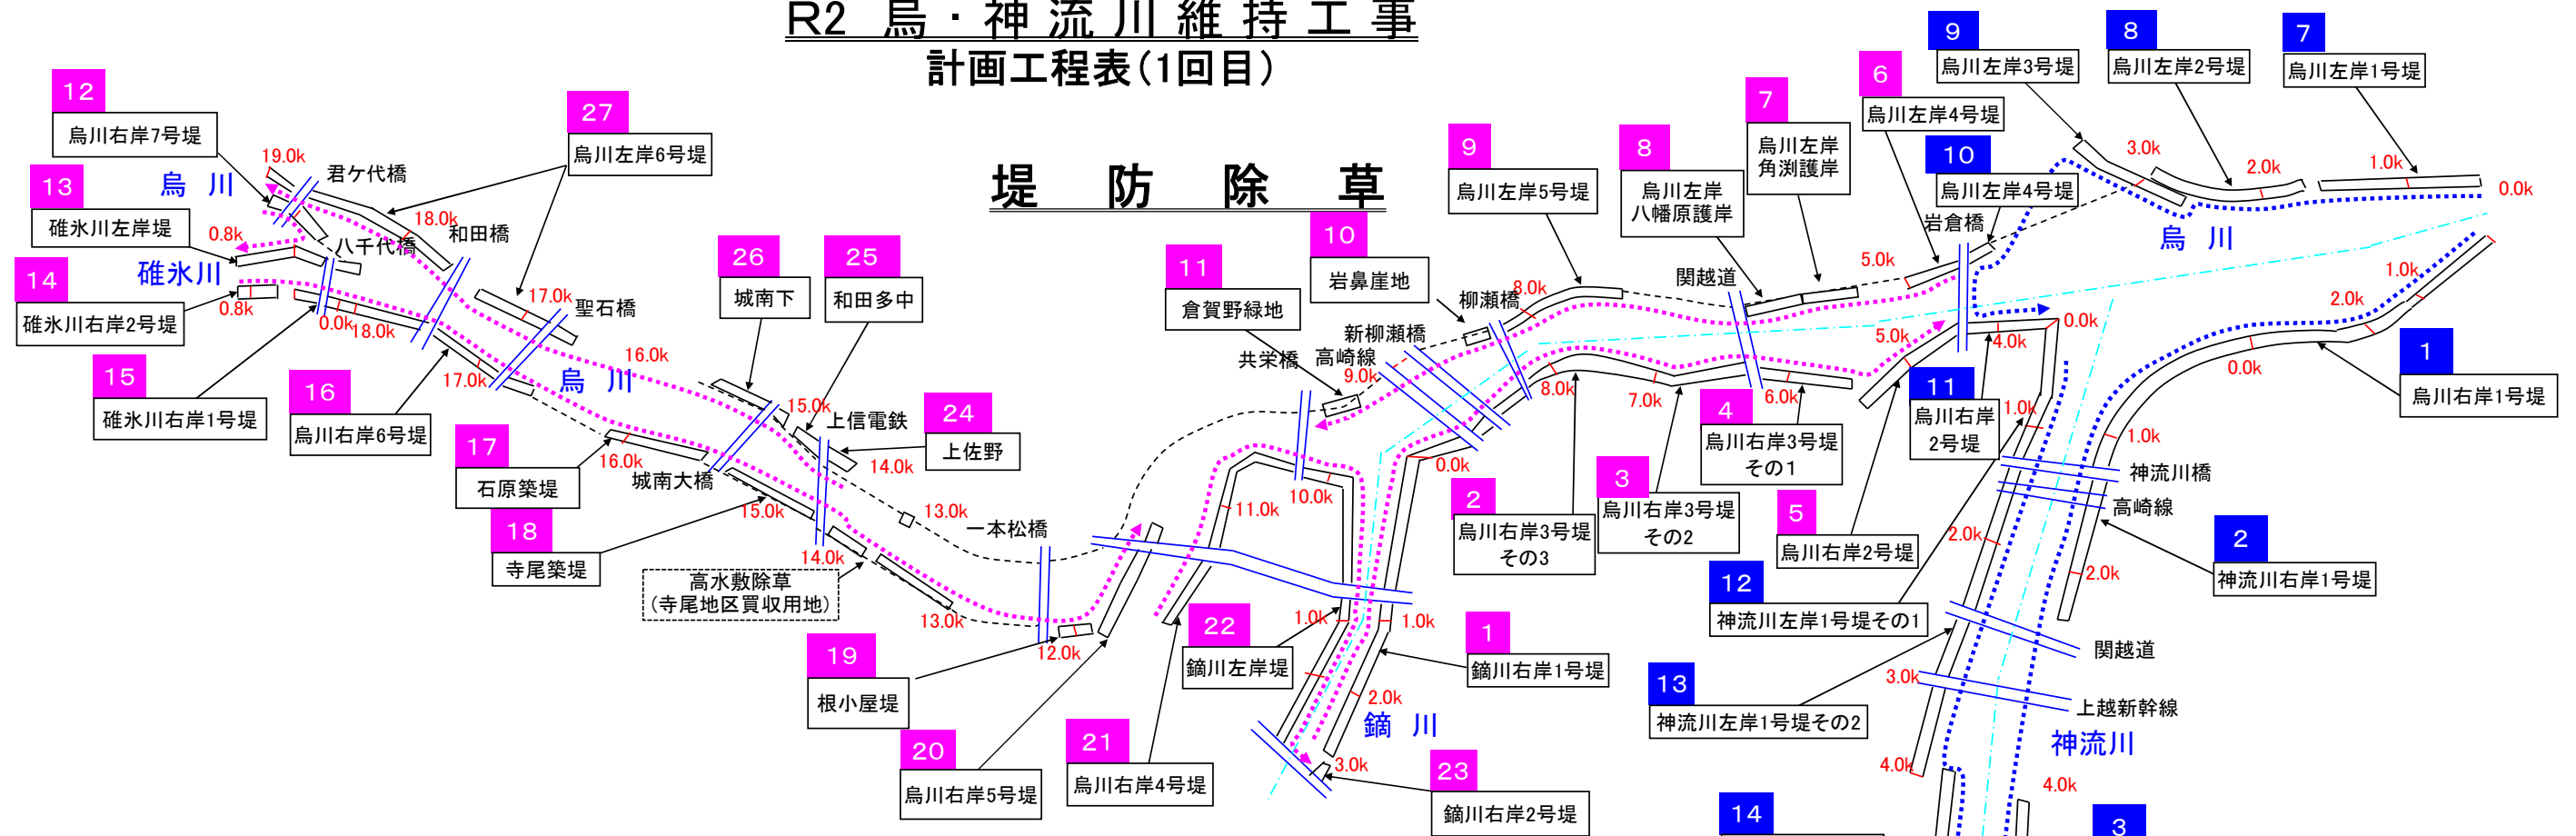 R2 烏・神流川維持工事
計画工程表(1回目)
堤防除草
12
烏川右岸7号堤
13
碓氷川左岸堤
14
碓氷川右岸2号堤
15
碓氷川右岸1号堤
16
烏川右岸6号堤
17
石原築堤
18
寺尾築堤
高水敷除草
(寺尾地区買収用地)
19
根小屋堤
20
烏川右岸5号堤
21
烏川右岸4号堤
22
鏑川左岸堤
23
鏑川右岸2号堤
1
鏑川右岸1号堤
27
烏川左岸6号堤
26
城南下
25
和田多中
24
上佐野
11
倉賀野緑地
10
岩鼻崖地
9
烏川左岸5号堤
8
烏川左岸
八幡原護岸
7
烏川左岸
角渕護岸
6
烏川左岸4号堤
2
烏川右岸3号堤
その3
3
烏川右岸3号堤
その2
4
烏川右岸3号堤
その1
5
烏川右岸2号堤
9
烏川左岸3号堤
8
烏川左岸2号堤
7
烏川左岸1号堤
10
烏川左岸4号堤
11
烏川右岸
2号堤
12
神流川左岸1号堤その1
13
神流川左岸1号堤その2
14
1
烏川右岸1号堤
2
神流川右岸1号堤
3
烏川
碓氷川
烏川
鏑川
烏川
神流川
君ケ代橋
八千代橋
和田橋
聖石橋
城南大橋
上信電鉄
一本松橋
共栄橋
高崎線
新柳瀬橋
柳瀬橋
関越道
岩倉橋
神流川橋
高崎線
関越道
上越新幹線
19.0k
0.8k
0.8k
0.0k
18.0k
18.0k
17.0k
17.0k
16.0k
16.0k
15.0k
15.0k
14.0k
14.0k
13.0k
13.0k
12.0k
11.0k
10.0k
9.0k
8.0k
8.0k
7.0k
6.0k
5.0k
5.0k
4.0k
3.0k
2.0k
1.0k
0.0k
0.0k
1.0k
1.0k
2.0k
3.0k
0.0k
1.0k
2.0k
3.0k
4.0k
1.0k
2.0k
0.0k
1.0k
2.0k
4.0k